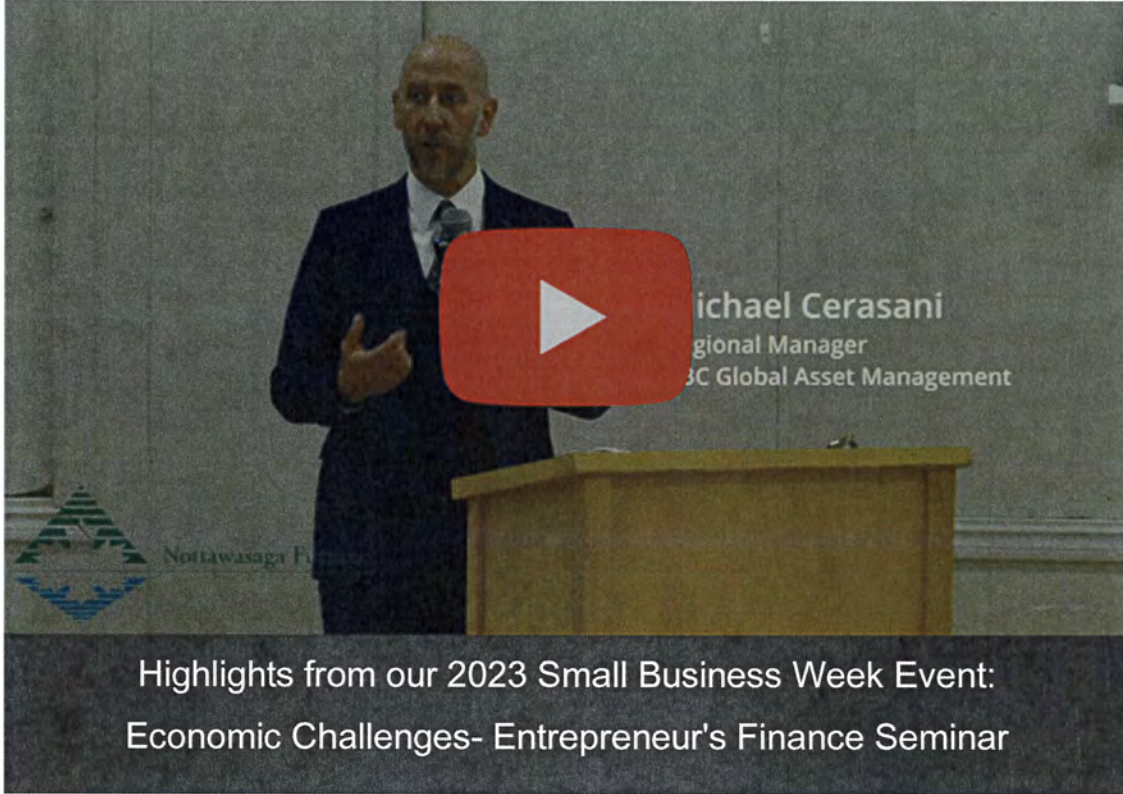 ichael Cerasani
gional Manager
BC Global Asset Management
Nottawasaga F
Highlights from our 2023 Small Business Week Event:
Economic Challenges- Entrepreneur's Finance Seminar